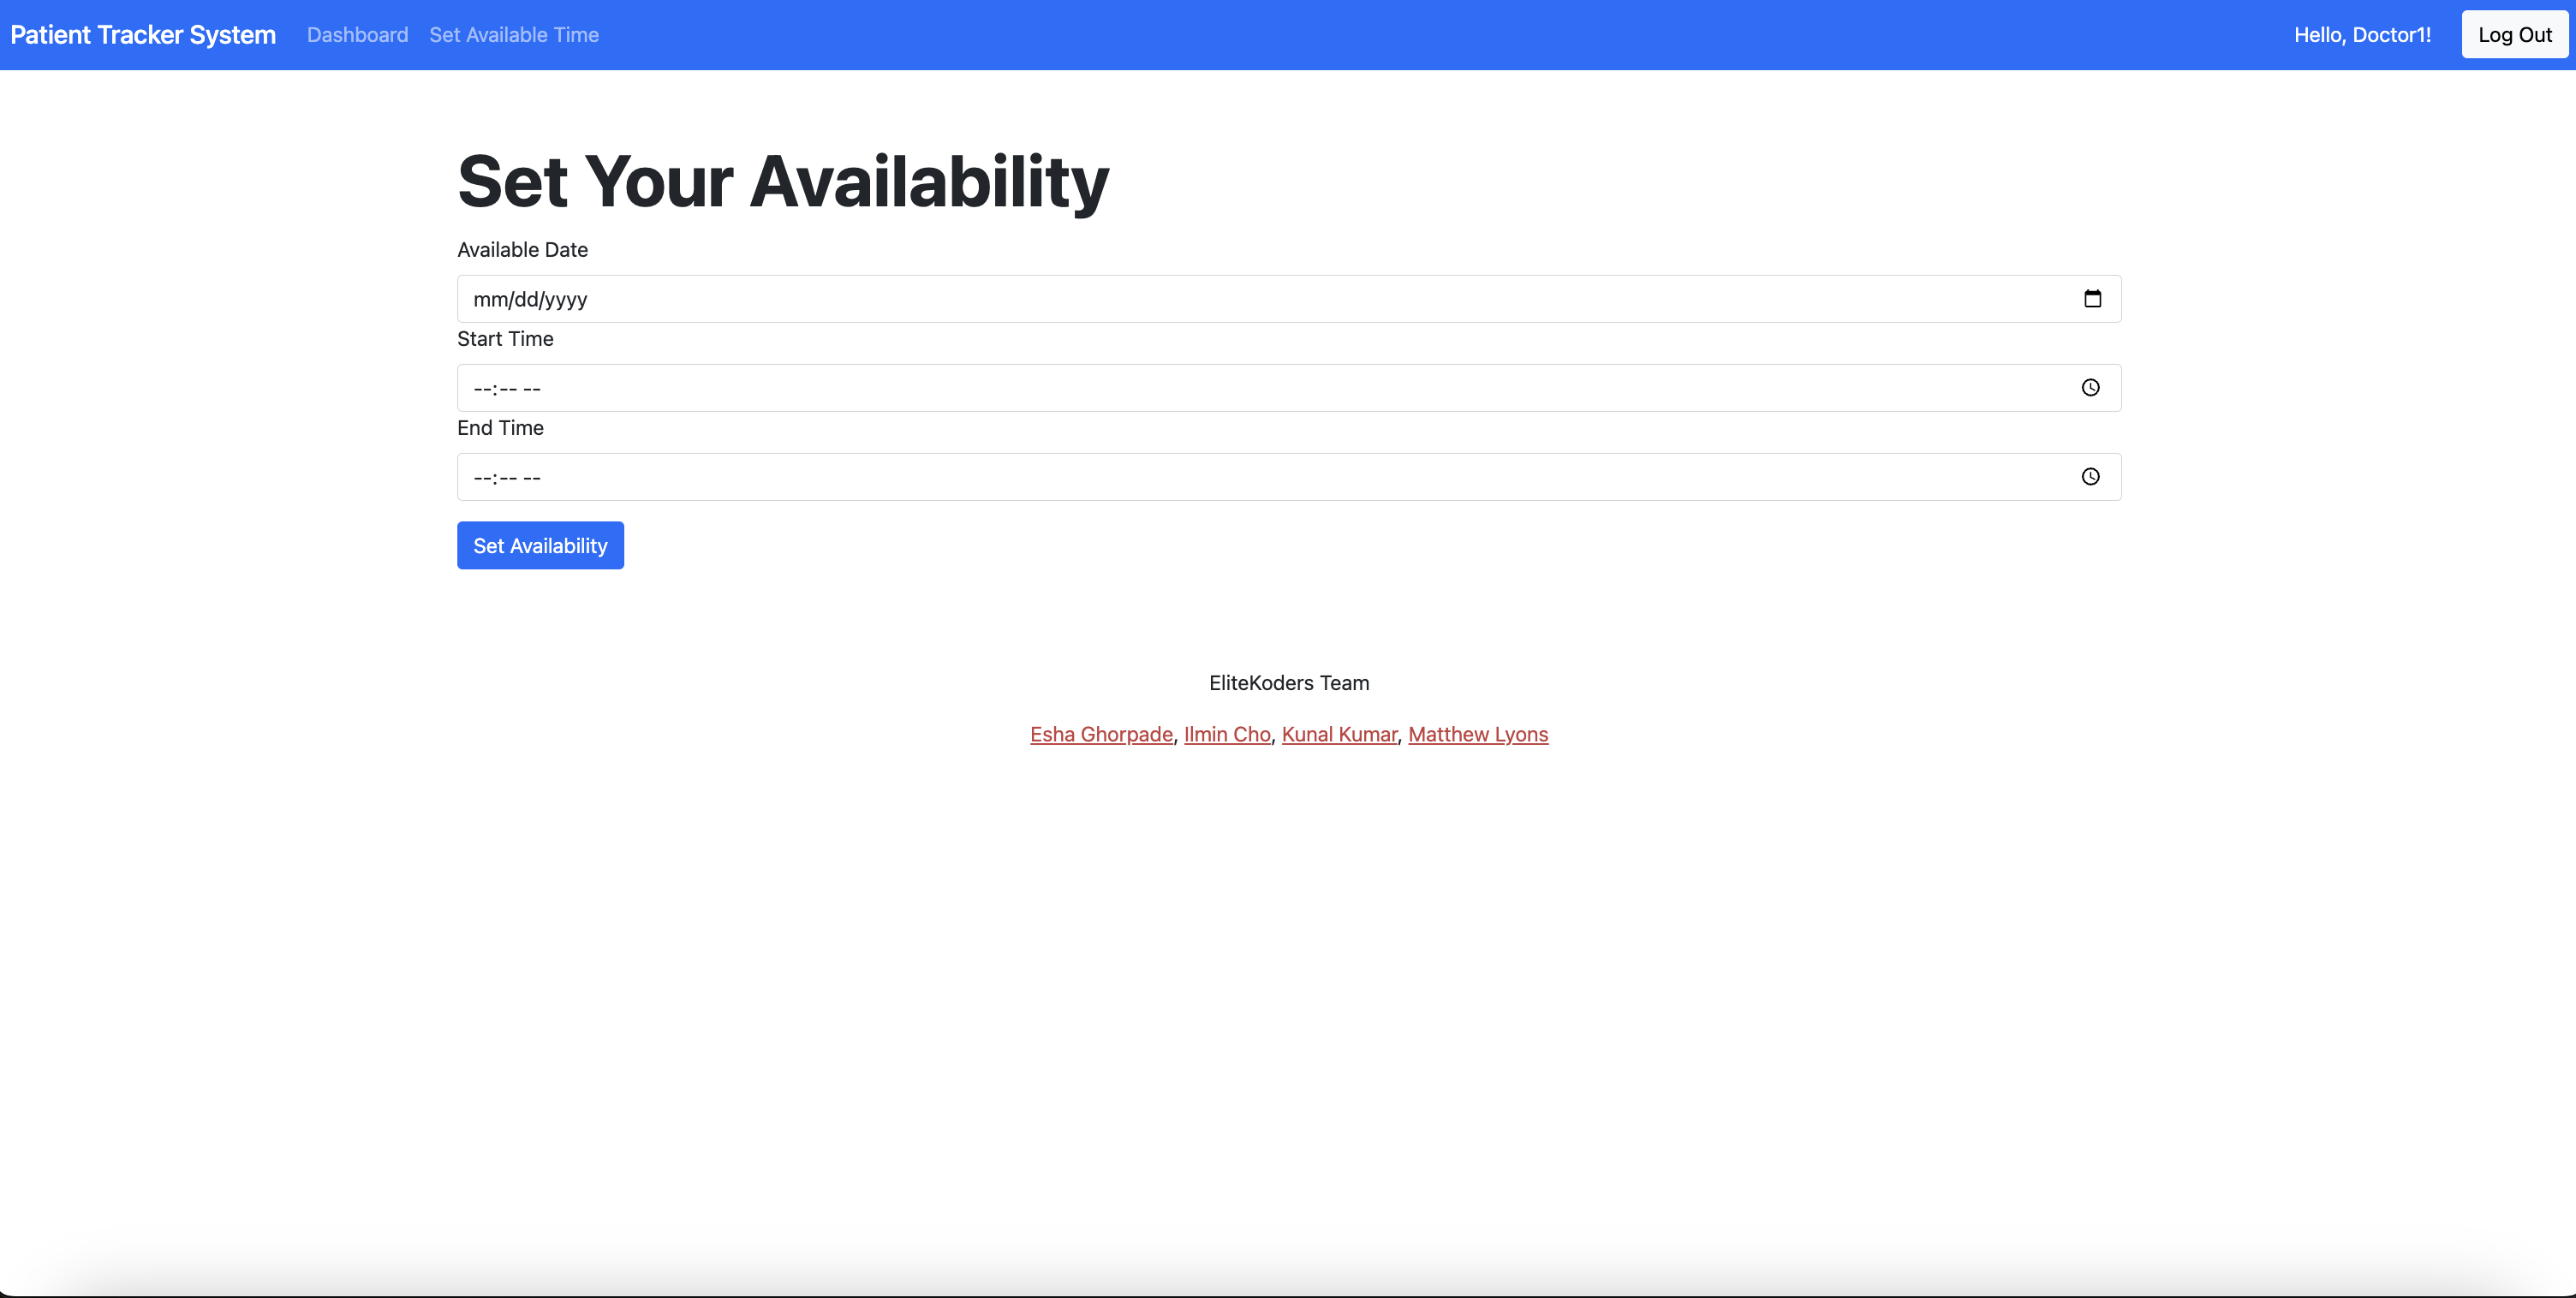 Patient Tracker System Dashboard Set Available Time Hello, Doctor1! Log Out
Set Your Availability
Available Date
mm/dd/yyyy
Start Time
--:-- --
End Time
--:-- --
Set Availability
EliteKoders Team
Esha Ghorpade, Ilmin Cho, Kunal Kumar, Matthew Lyons